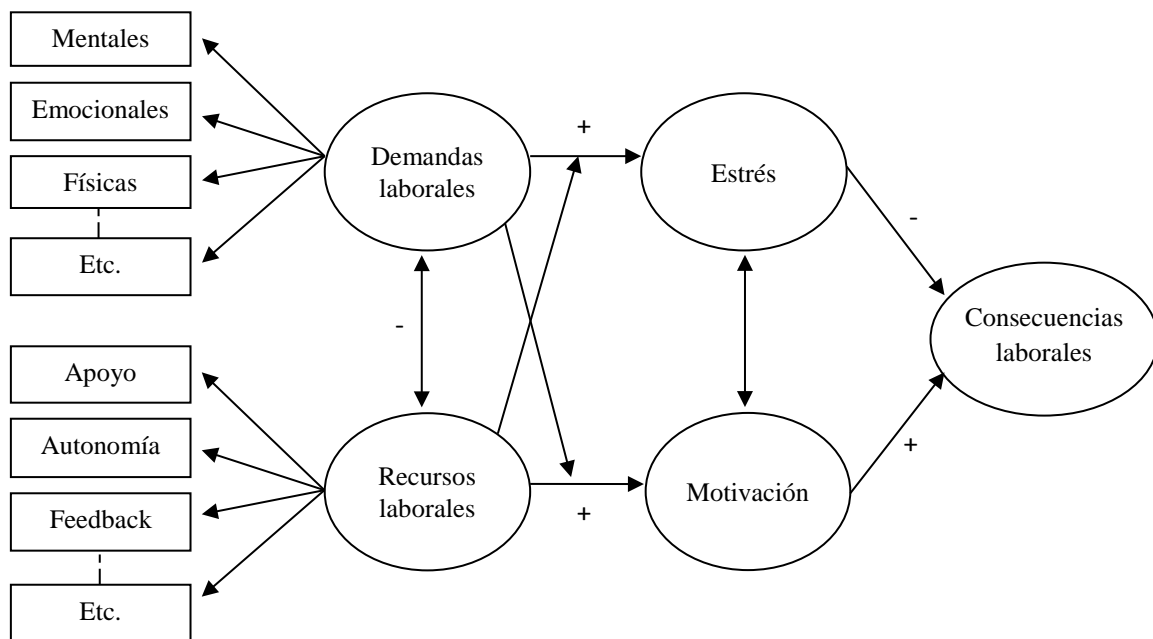 Mentales
Emocionales
Físicas
Etc.
Demandas
laborales
+
Estrés
-
-
Consecuencias
laborales
Apoyo
Autonomía
Feedback
Etc.
Recursos
laborales
+
Motivación
+